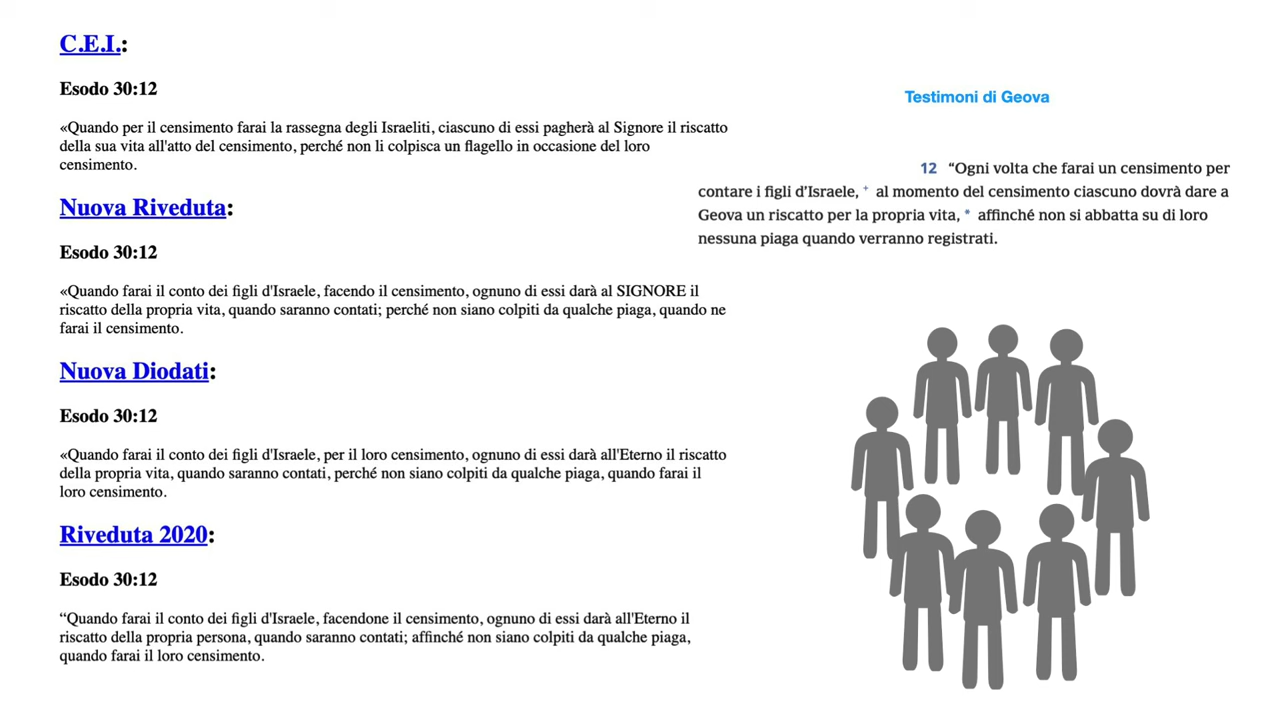 C.E.I.:
Esodo 30:12
«Quando per il censimento farai la rassegna degli Israeliti, ciascuno di essi pagherà al Signore il riscatto
della sua vita all'atto del censimento, perché non li colpisca un flagello in occasione del loro
censimento.
Nuova Riveduta:
Esodo 30:12
«Quando farai il conto dei figli d'Israele, facendo il censimento, ognuno di essi darà al SIGNORE il
riscatto della propria vita, quando saranno contati; perché non siano colpiti da qualche piaga, quando ne
farai il censimento.
Nuova Diodati:
Esodo 30:12
«Quando farai il conto dei figli d'Israele, per il loro censimento, ognuno di essi darà all'Eterno il riscatto
della propria vita, quando saranno contati, perché non siano colpiti da qualche piaga, quando farai il
loro censimento.
Riveduta 2020:
Esodo 30:12
“Quando farai il conto dei figli d'Israele, facendone il censimento, ognuno di essi darà all'Eterno il
riscatto della propria persona, quando saranno contati; affinché non siano colpiti da qualche piaga,
quando farai il loro censimento.
Testimoni di Geova
12 “Ogni volta che farai un censimento per
contare i figli d’Israele, + al momento del censimento ciascuno dovrà dare a
Geova un riscatto per la propria vita, * affinché non si abbatta su di loro
nessuna piaga quando verranno registrati.